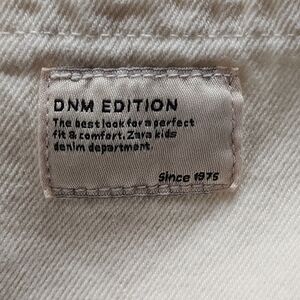 DNM EDITION
The best look for a perfect
fit & comfort. Zara kids
denim department.
Since 1975